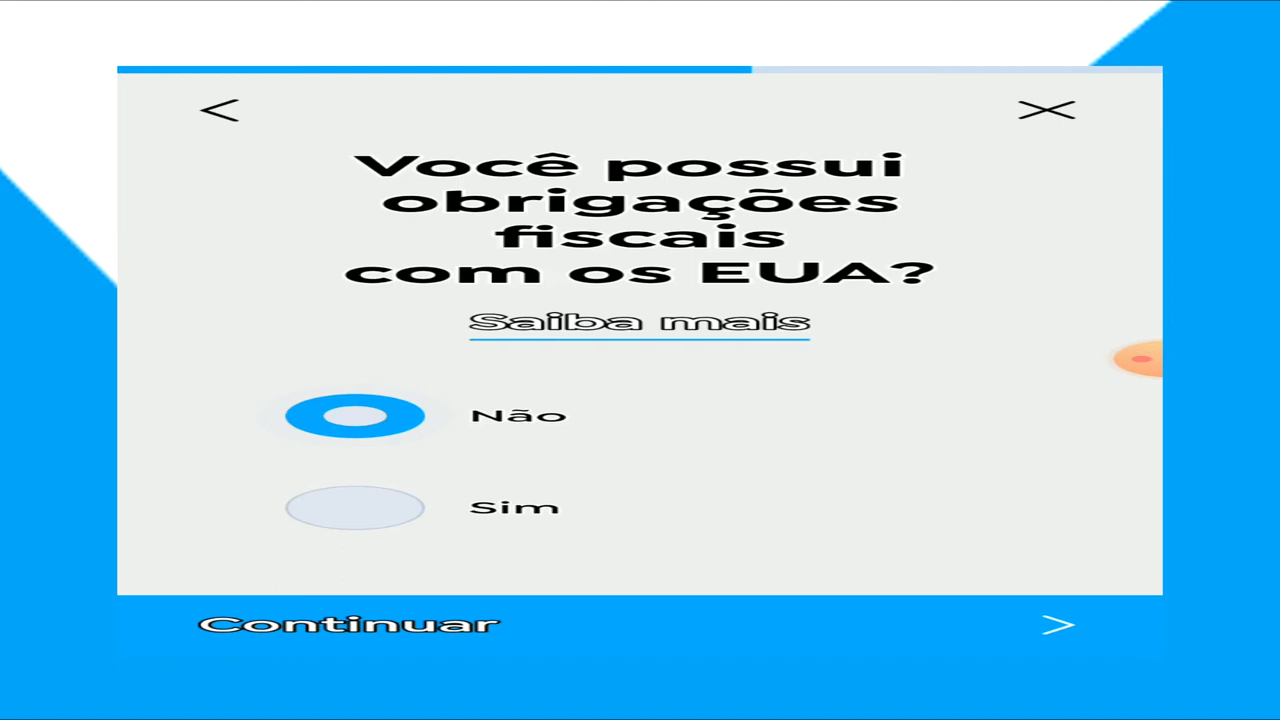 Você possui
obrigações
fiscais
com os EUA?
Saiba mais
Não
Sim
Continuar